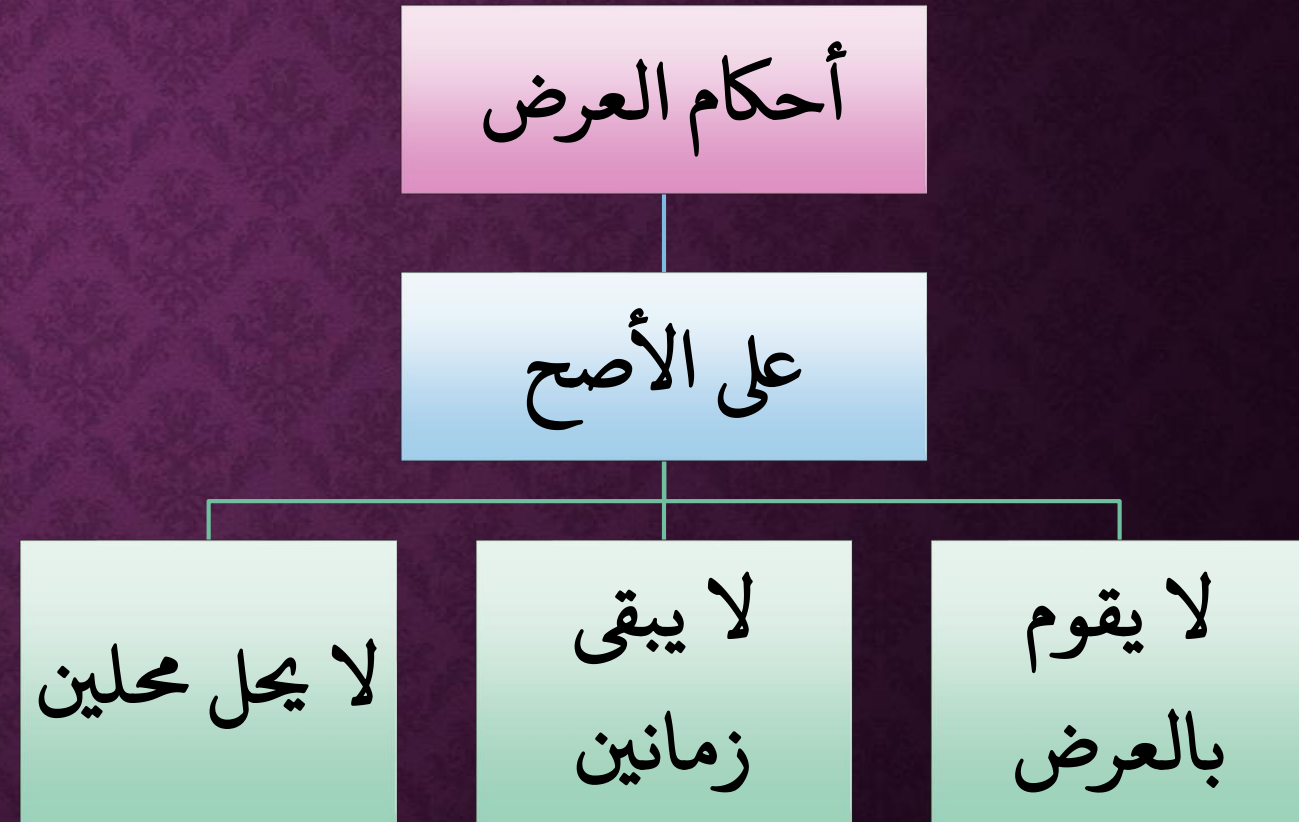 أحكام العرض
على الأصح
لا يقوم
بالعرض
لا يبقى
زمانين
لا يحل محلين